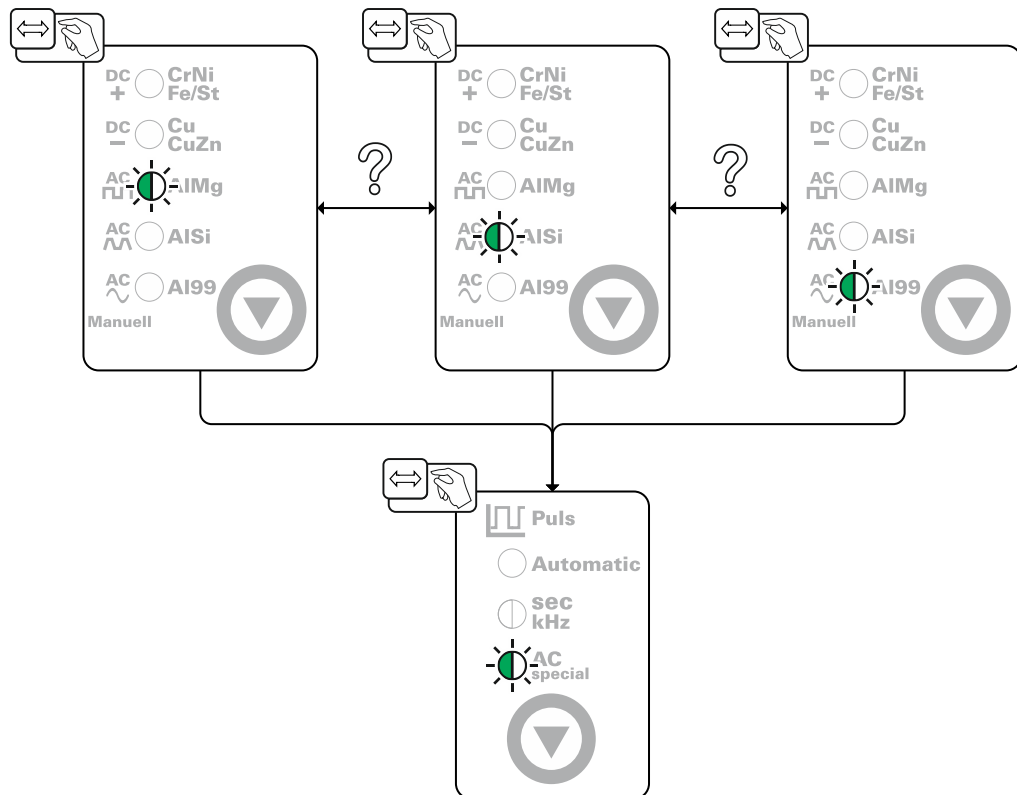 DC
+
CrNi
Fe/St
DC
−
Cu
CuZn
AC
AlMg
AC
AlSi
AC
Al99
Manuell
?
DC
+
CrNi
Fe/St
DC
−
Cu
CuZn
AC
AlMg
AC
AlSi
AC
Al99
Manuell
?
DC
+
CrNi
Fe/St
DC
−
Cu
CuZn
AC
AlMg
AC
AlSi
AC
Al99
Manuell
Puls
Automatic
sec
kHz
AC
special